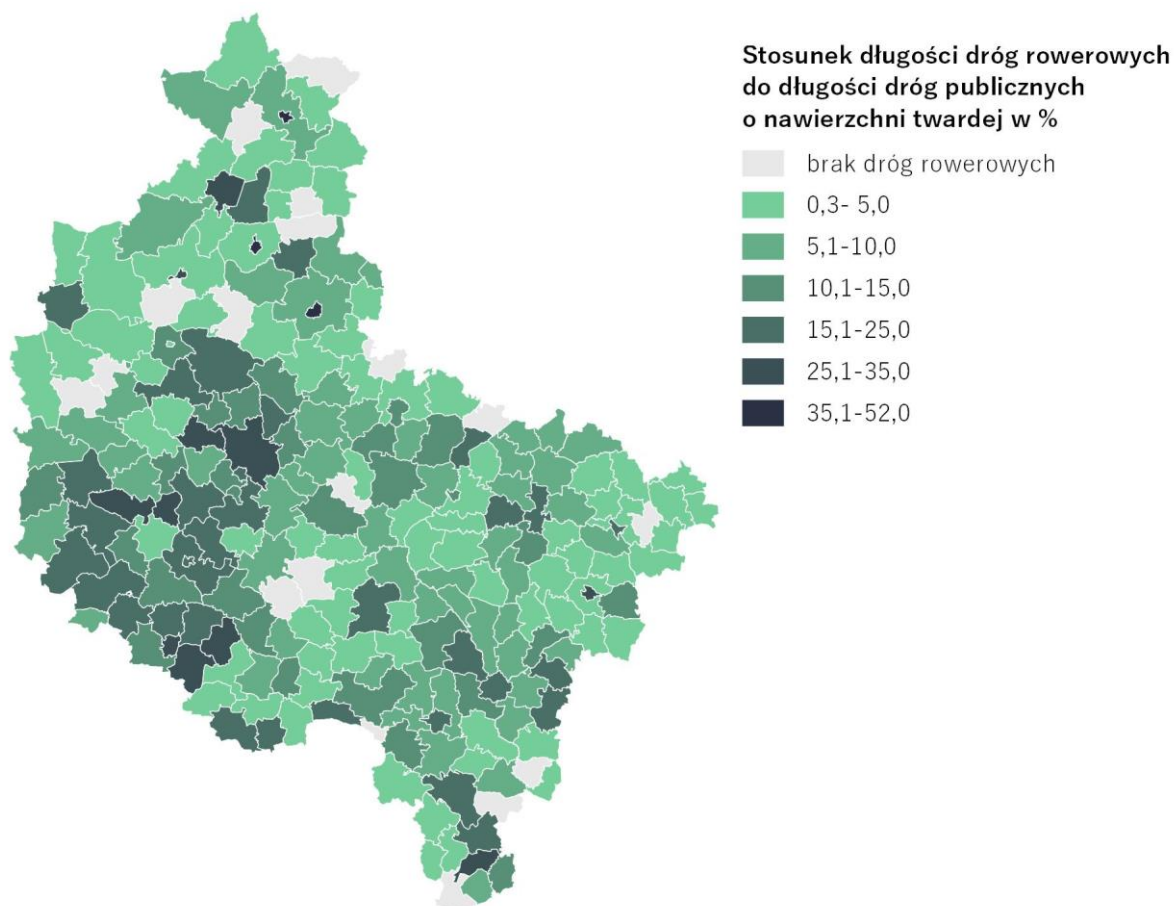 Stosunek długości dróg rowerowych
do długości dróg publicznych
o nawierzchni twardej w %
brak dróg rowerowych
0,3- 5,0
5,1-10,0
10,1-15,0
15,1-25,0
25,1-35,0
35,1-52,0